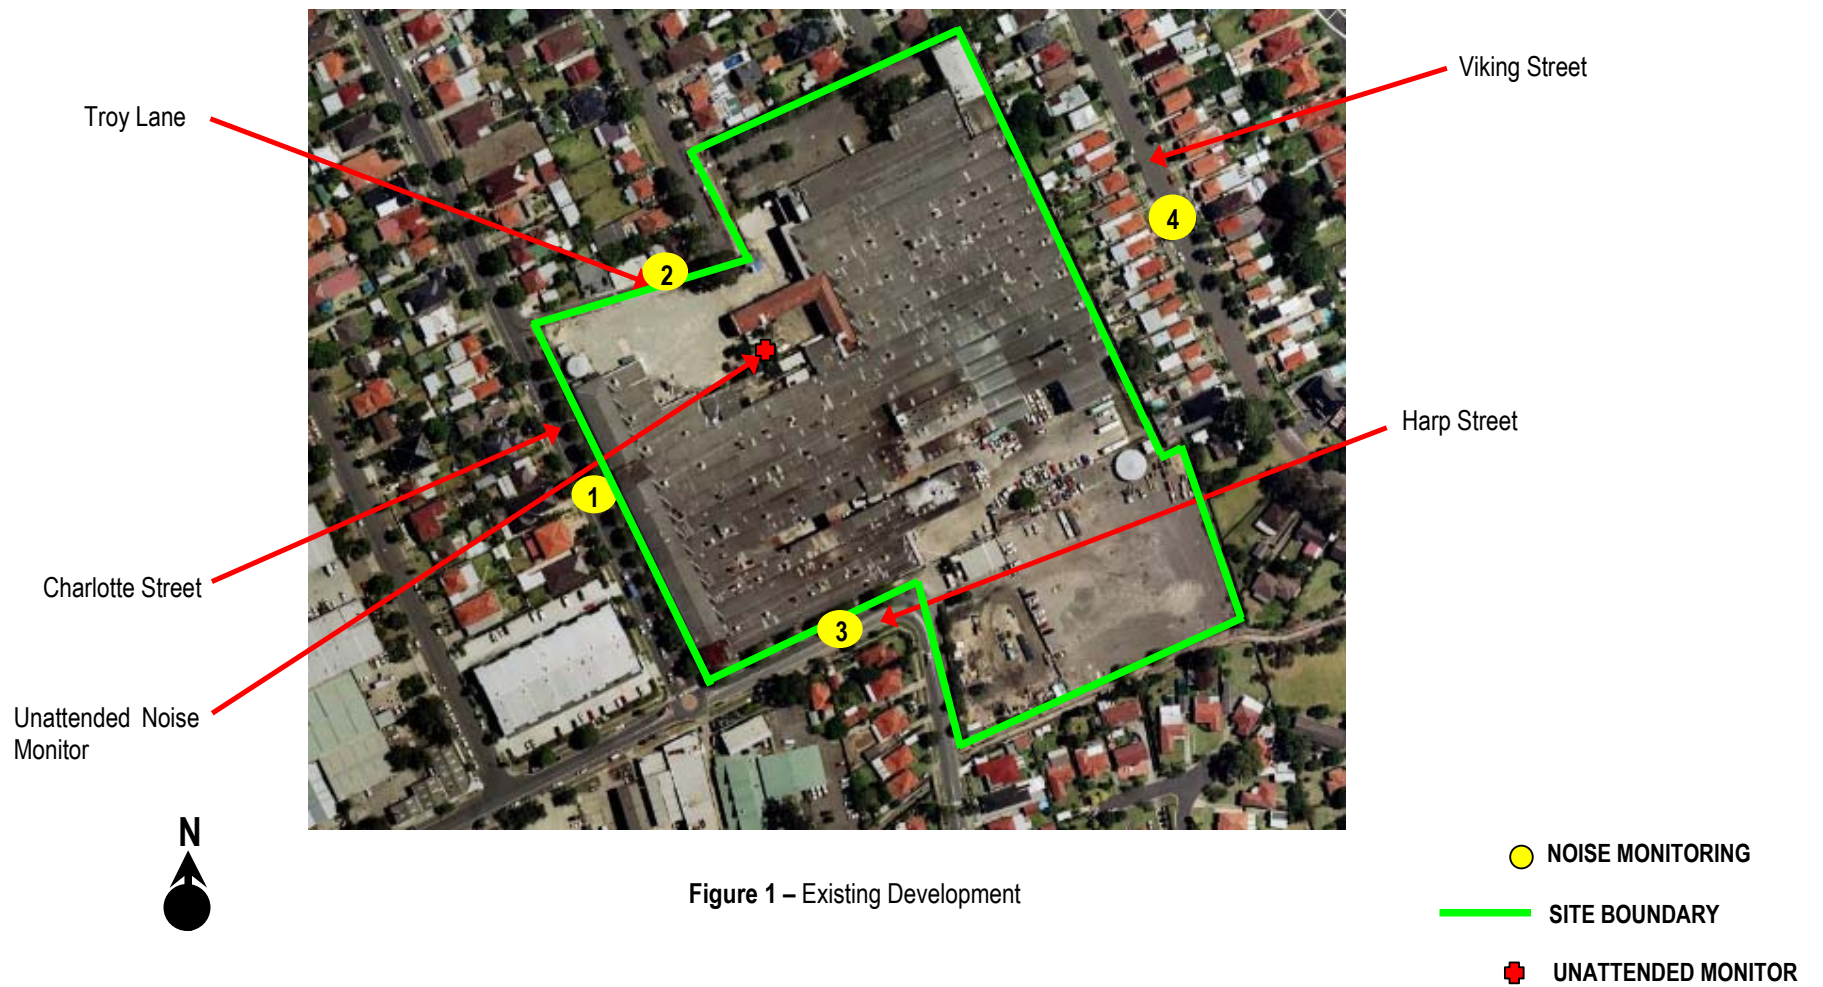 Viking Street
Troy Lane
4
2
Harp Street
1
Charlotte Street
3
Unattended Noise
Monitor
N
NOISE MONITORING
Figure 1 – Existing Development
SITE BOUNDARY
UNATTENDED MONITOR